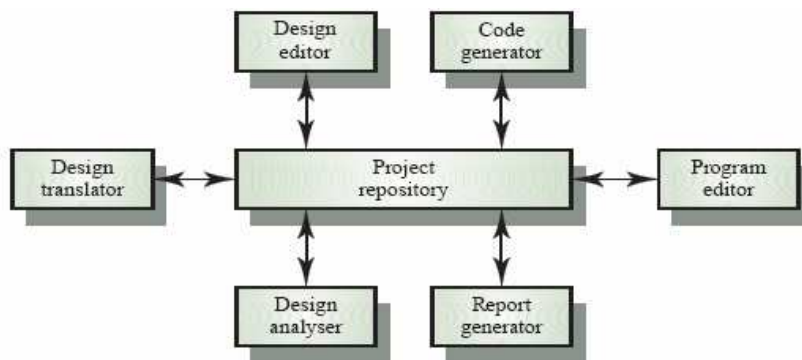 Design
editor
Code
generator
Design
translator
Project
repository
Program
editor
Design
analyser
Report
generator